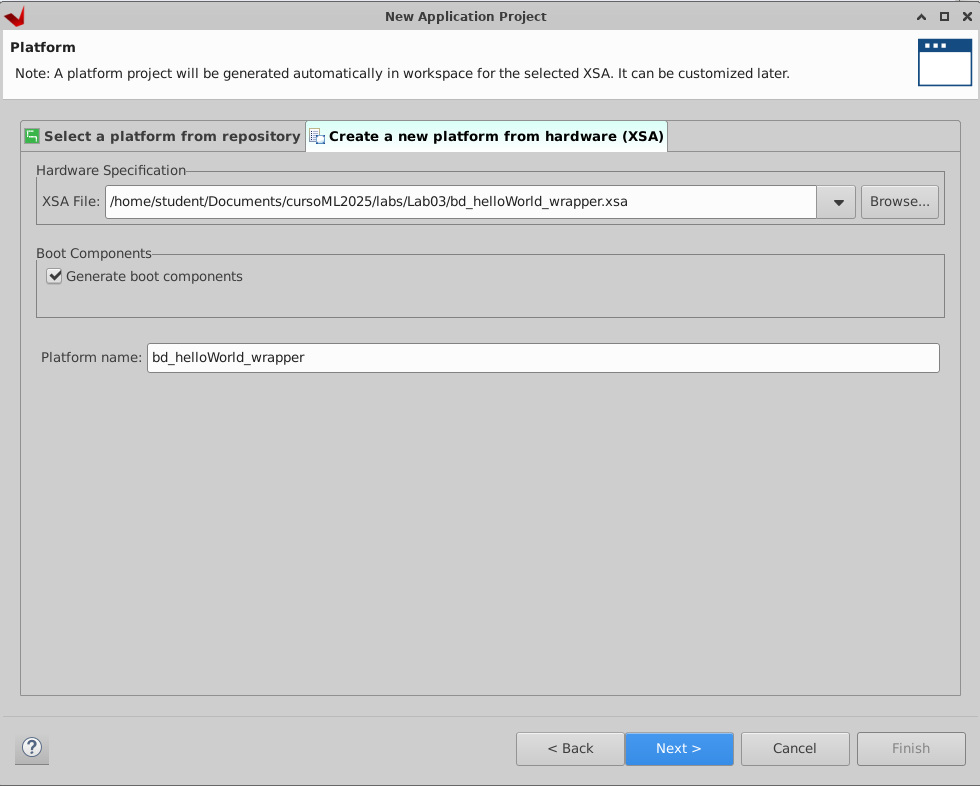 New Application Project
Platform
Note: A platform project will be generated automatically in workspace for the selected XSA. It can be customized later.
Select a platform from repository
Create a new platform from hardware (XSA)
Hardware Specification
XSA File:
/home/student/Documents/cursoML2025/labs/Lab03/bd_helloWorld_wrapper.xsa
Browse...
Boot Components
Generate boot components
Platform name:
bd_helloWorld_wrapper
?
< Back
Next >
Cancel
Finish